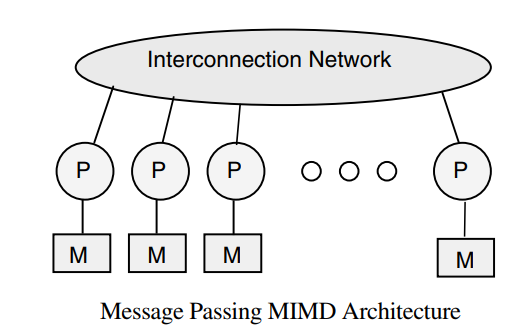 Interconnection Network
P P P P
M M M M
Message Passing MIMD Architecture